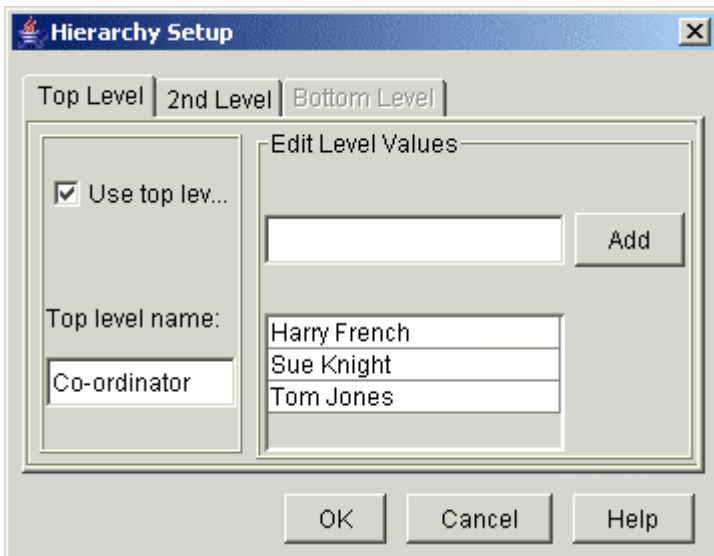 Hierarchy Setup
Top Level
2nd Level
Bottom Level
Use top lev...
Top level name:
Co-ordinator
Edit Level Values
Add
Harry French
Sue Knight
Tom Jones
OK
Cancel
Help